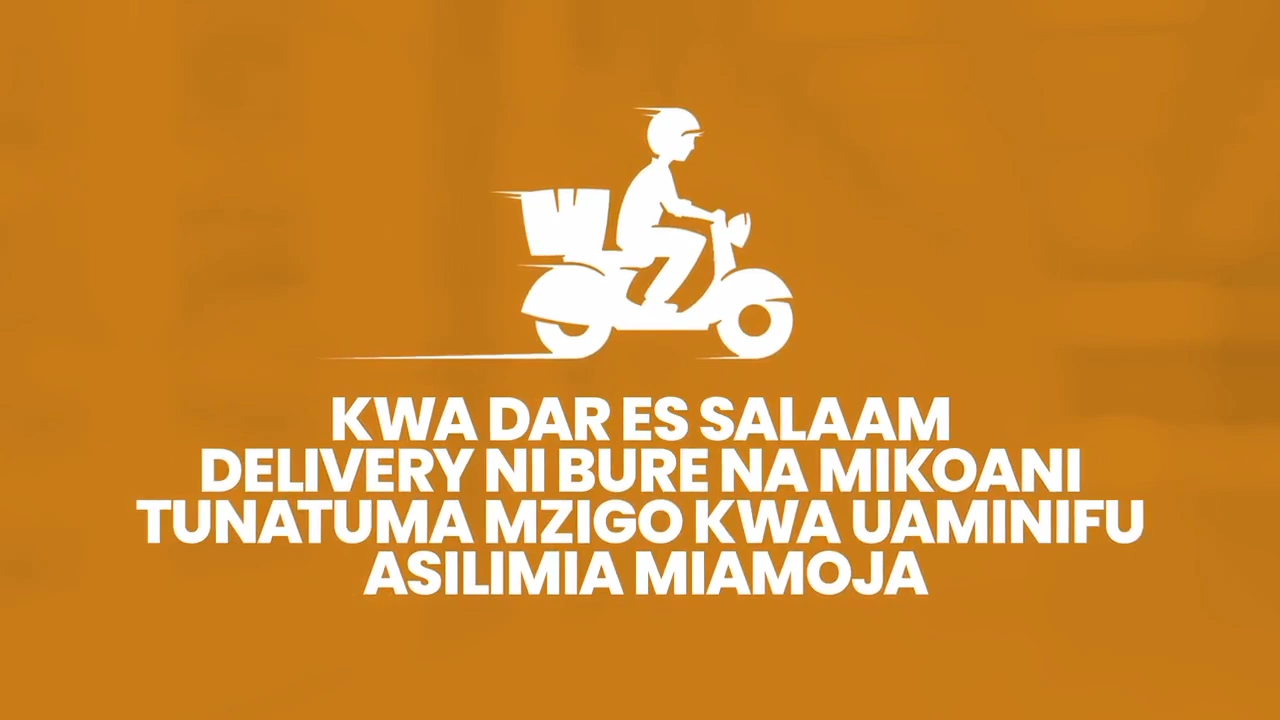 KWA DAR ES SALAAM
DELIVERY NI BURE NA MIKOANI
TUNATUMA MZIGO KWA UAMINIFU
ASILIMIA MIAMOJA